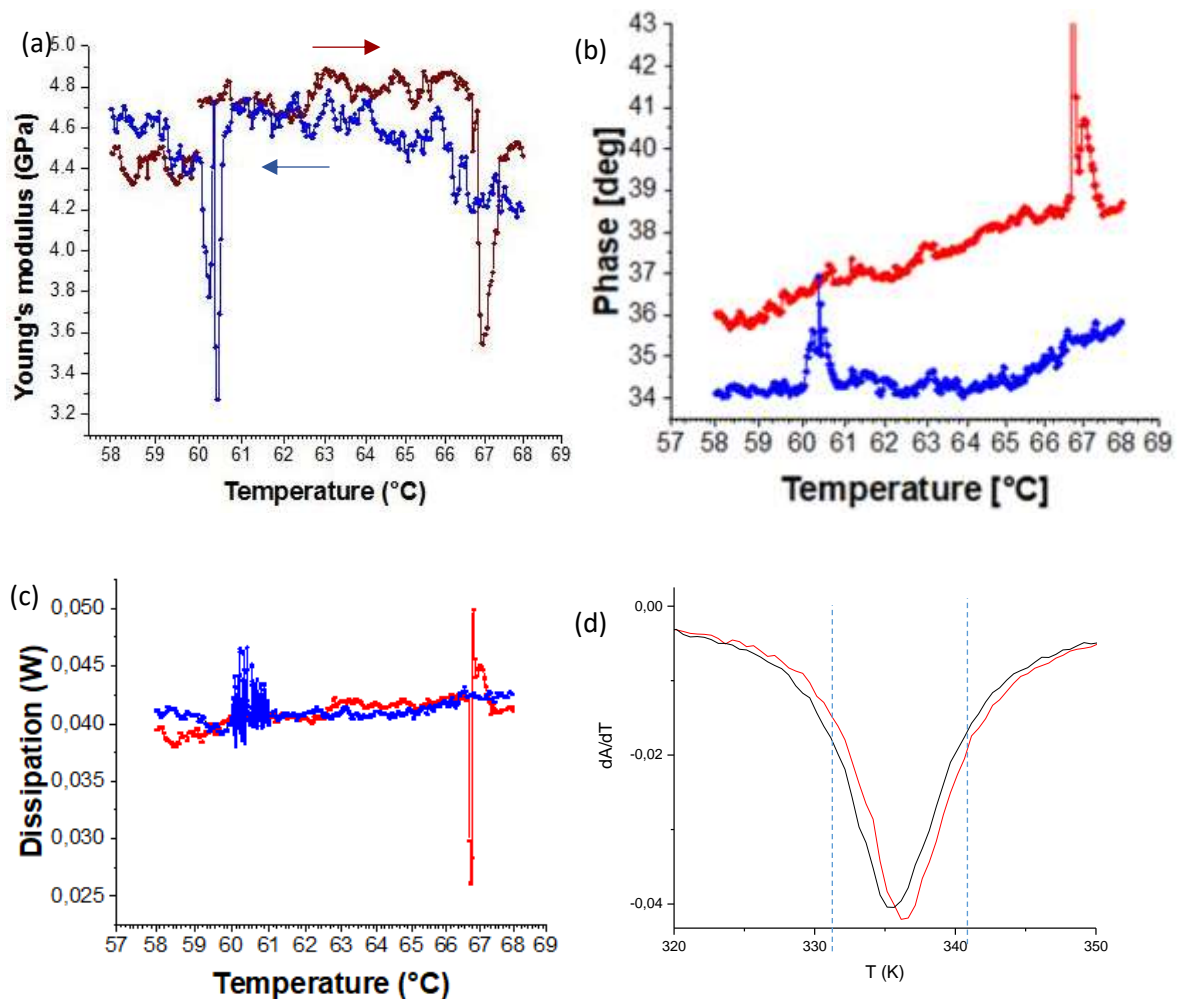 (a)
Young's modulus (GPa)
5.0
4.8
4.6
4.4
4.2
4.0
3.8
3.6
3.4
3.2
58 59 60 61 62 63 64 65 66 67 68 69
Temperature (°C)
(b)
Phase [deg]
43
42
41
40
39
38
37
36
35
34
57 58 59 60 61 62 63 64 65 66 67 68 69
Temperature [°C]
(c)
Dissipation (W)
0,050
0,045
0,040
0,035
0,030
0,025
57 58 59 60 61 62 63 64 65 66 67 68 69
Temperature (°C)
(d)
dA/dT
0,00
-0,02
-0,04
320 330 340 350
T (K)